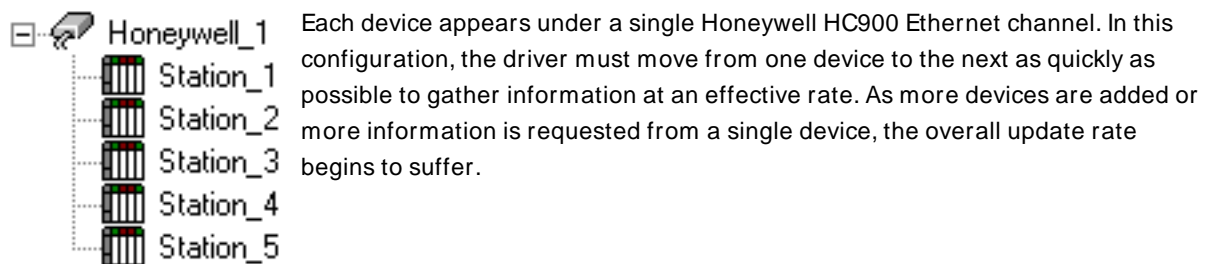 Honeywell_1
Station_1
Station_2
Station_3
Station_4
Station_5
Each device appears under a single Honeywell HC900 Ethernet channel. In this
configuration, the driver must move from one device to the next as quickly as
possible to gather information at an effective rate. As more devices are added or
more information is requested from a single device, the overall update rate
begins to suffer.